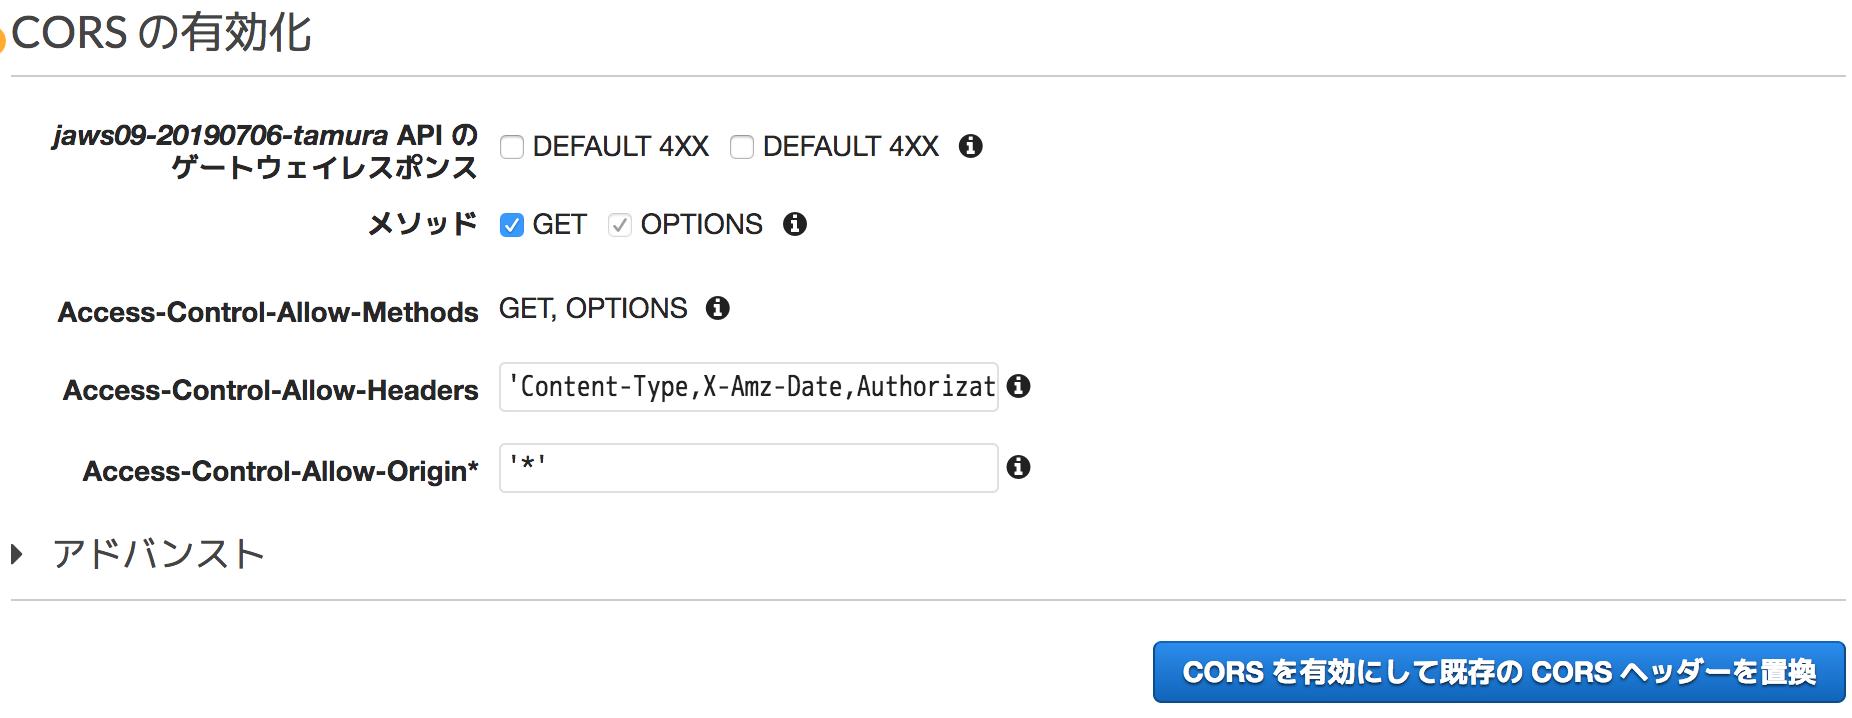 CORS の有効化
jaws09-20190706-tamura API の
ゲートウェイレスポンス
DEFAULT 4XX DEFAULT 4XX
メソッド GET OPTIONS
Access-Control-Allow-Methods GET, OPTIONS
Access-Control-Allow-Headers 'Content-Type,X-Amz-Date,Authorizat
Access-Control-Allow-Origin* '*'
アドバンスト
CORS を有効にして既存の CORS ヘッダーを置換